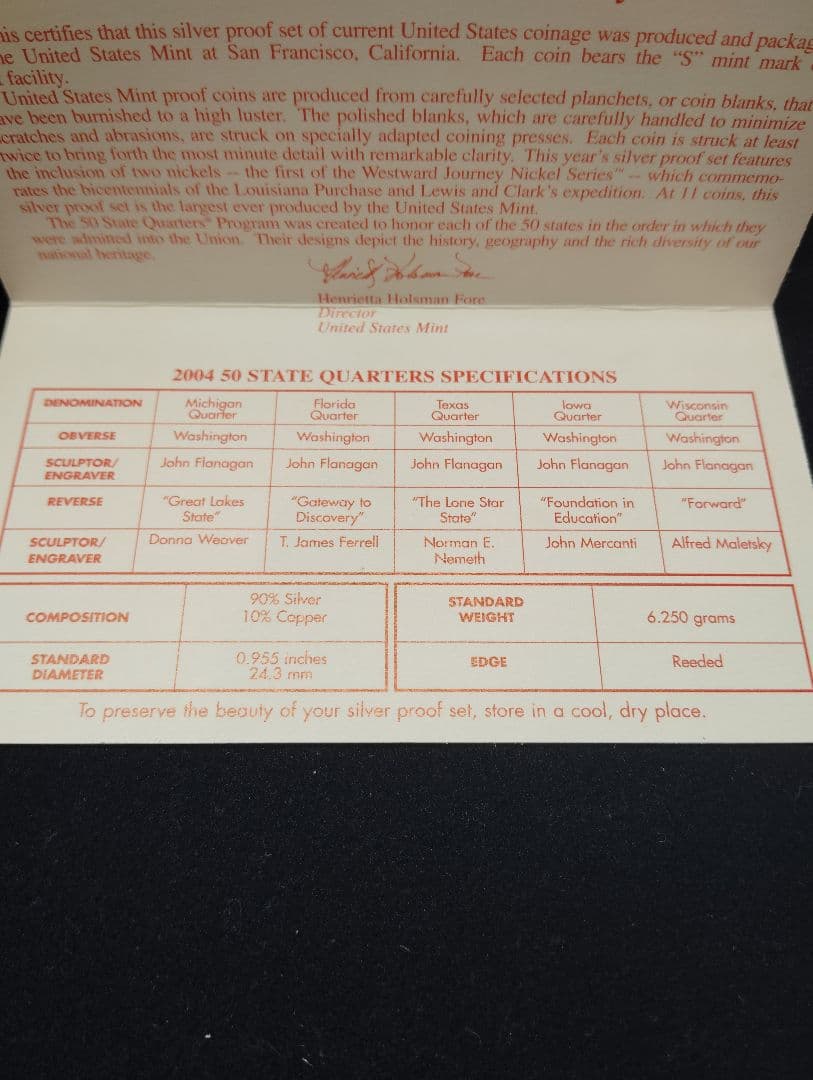 certifies that this silver proof set of current United States coinage was produced and
United States Mint at San Francisco, California. Each coin bears the "S" mint mark
facility.
United States Mint proof coins are produced from carefully selected planchets, or coin blanks, that
been burnished to a high luster. The polished blanks, which are carefully handled to minimize
and abrasions, are struck on specially adapted coining presses. Each coin is struck at least
twice to bring forth the most minute detail with remarkable clarity. This year's silver proof set features
the inclusion of two nickels -- the first of the Westward Journey Nickel Series™ -- which commemo-
rates the bicentennials of the Louisiana Purchase and Lewis and Clark's expedition. At 11 coins, this
silver proof set is the largest ever produced by the United States Mint.
The 50 State Quarters® Program was created to honor each of the 50 states in the order in which they
were admitted into the Union. Their designs depict the history, geography and the rich diversity of our
national heritage.
Henrietta Holsman Fore
Henrietta Holsman Fore
Director
United States Mint
2004 50 STATE QUARTERS SPECIFICATIONS
DENOMINATION Michigan Quarter Florida Quarter Texas Quarter Iowa Quarter Wisconsin Quarter
OBVERSE Washington Washington Washington Washington Washington
SCULPTOR/ ENGRAVER John Flanagan John Flanagan John Flanagan John Flanagan John Flanagan
REVERSE "Great Lakes State" "Gateway to Discovery" "The Lone Star State" "Foundation in Education" "Forward"
SCULPTOR/ ENGRAVER Donna Weaver T. James Ferrell Norman E. Nemeth John Mercanti Alfred Maletsky
COMPOSITION 90% Silver 10% Copper STANDARD WEIGHT 6.250 grams
STANDARD DIAMETER 0.955 inches 24.3 mm EDGE Reeded
To preserve the beauty of your silver proof set, store in a cool, dry place.